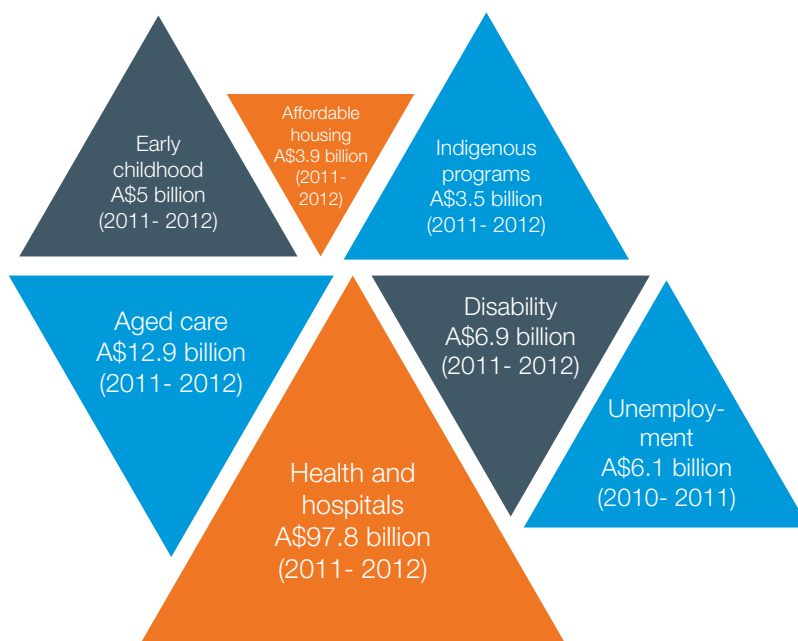 Early
childhood
A$5 billion
(2011- 2012)
Affordable
housing
A$3.9 billion
(2011-
2012)
Indigenous
programs
A$3.5 billion
(2011- 2012)
Aged care
A$12.9 billion
(2011- 2012)
Health and
hospitals
A$97.8 billion
(2011- 2012)
Disability
A$6.9 billion
(2011- 2012)
Unemploy-
ment
A$6.1 billion
(2010- 2011)